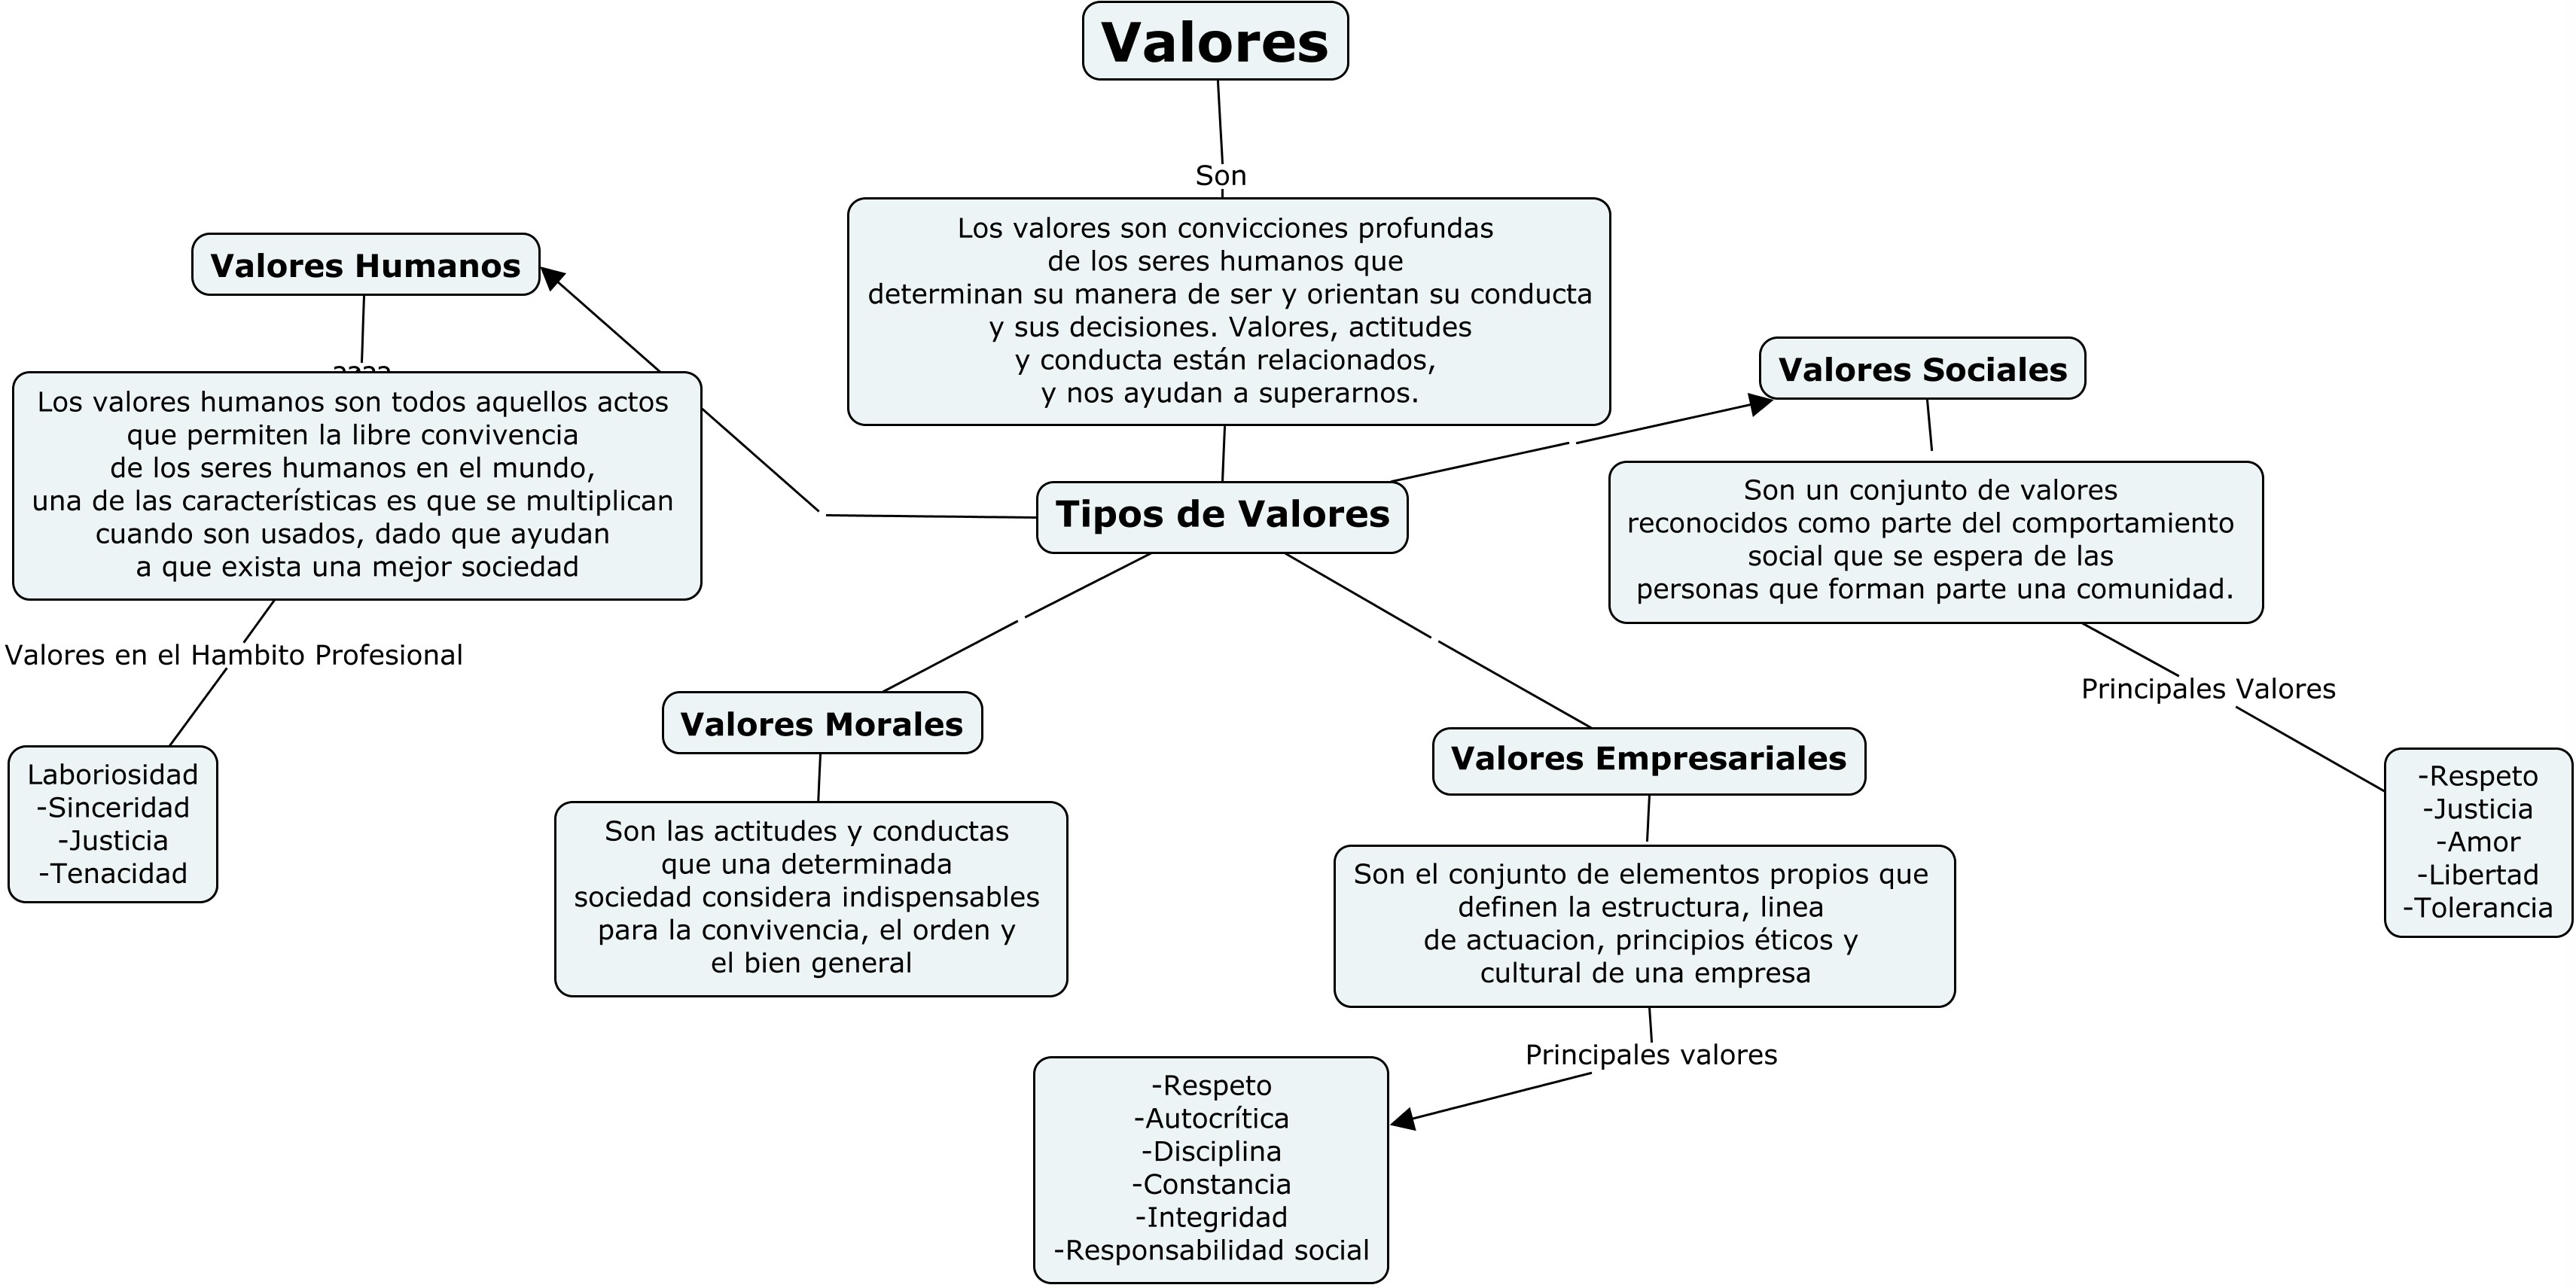 Valores
Son
Los valores son convicciones profundas
de los seres humanos que
determinan su manera de ser y orientan su conducta
y sus decisiones. Valores, actitudes
y conducta están relacionados,
y nos ayudan a superarnos.
Tipos de Valores
Valores Humanos
????
Los valores humanos son todos aquellos actos
que permiten la libre convivencia
de los seres humanos en el mundo,
una de las características es que se multiplican
cuando son usados, dado que ayudan
a que exista una mejor sociedad
Valores en el Hambito Profesional
Laboriosidad
-Sinceridad
-Justicia
-Tenacidad
Valores Morales
Son las actitudes y conductas
que una determinada
sociedad considera indispensables
para la convivencia, el orden y
el bien general
Valores Empresariales
Son el conjunto de elementos propios que
definen la estructura, linea
de actuacion, principios éticos y
cultural de una empresa
Principales valores
-Respeto
-Autocrítica
-Disciplina
-Constancia
-Integridad
-Responsabilidad social
Valores Sociales
Son un conjunto de valores
reconocidos como parte del comportamiento
social que se espera de las
personas que forman parte una comunidad.
Principales Valores
-Respeto
-Justicia
-Amor
-Libertad
-Tolerancia